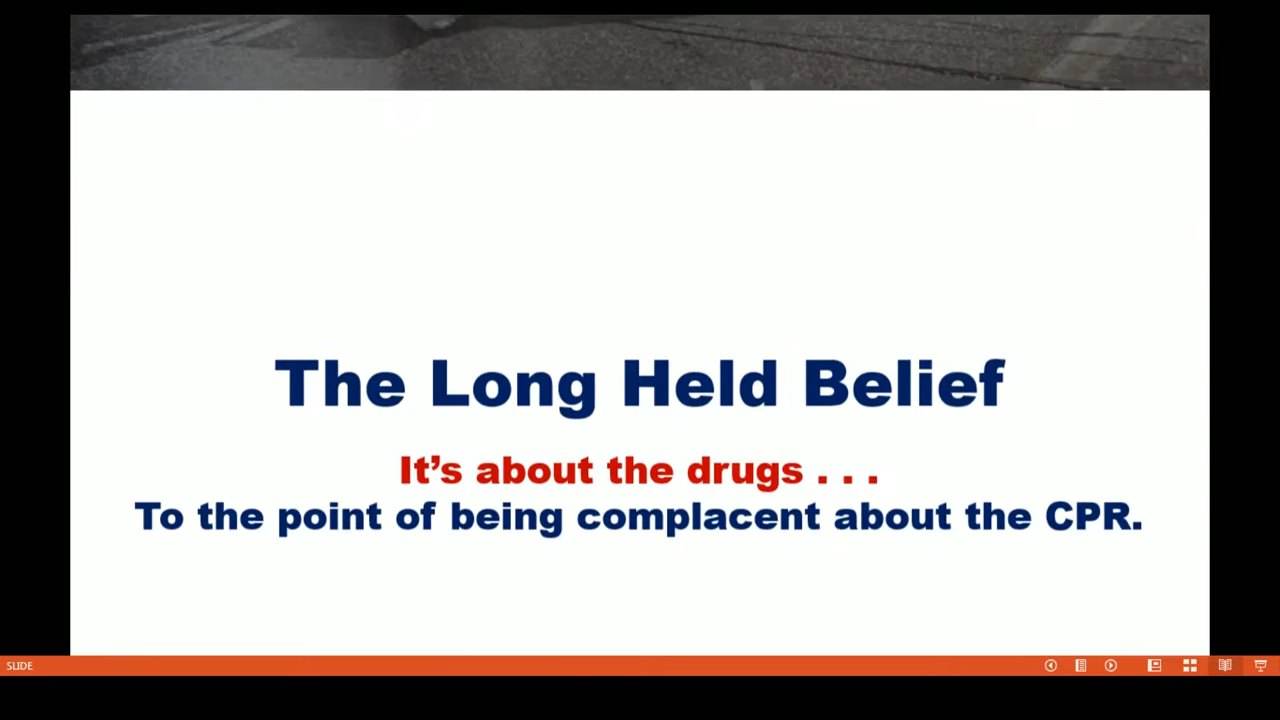 The Long Held Belief
It’s about the drugs . . .
To the point of being complacent about the CPR.
SLIDE